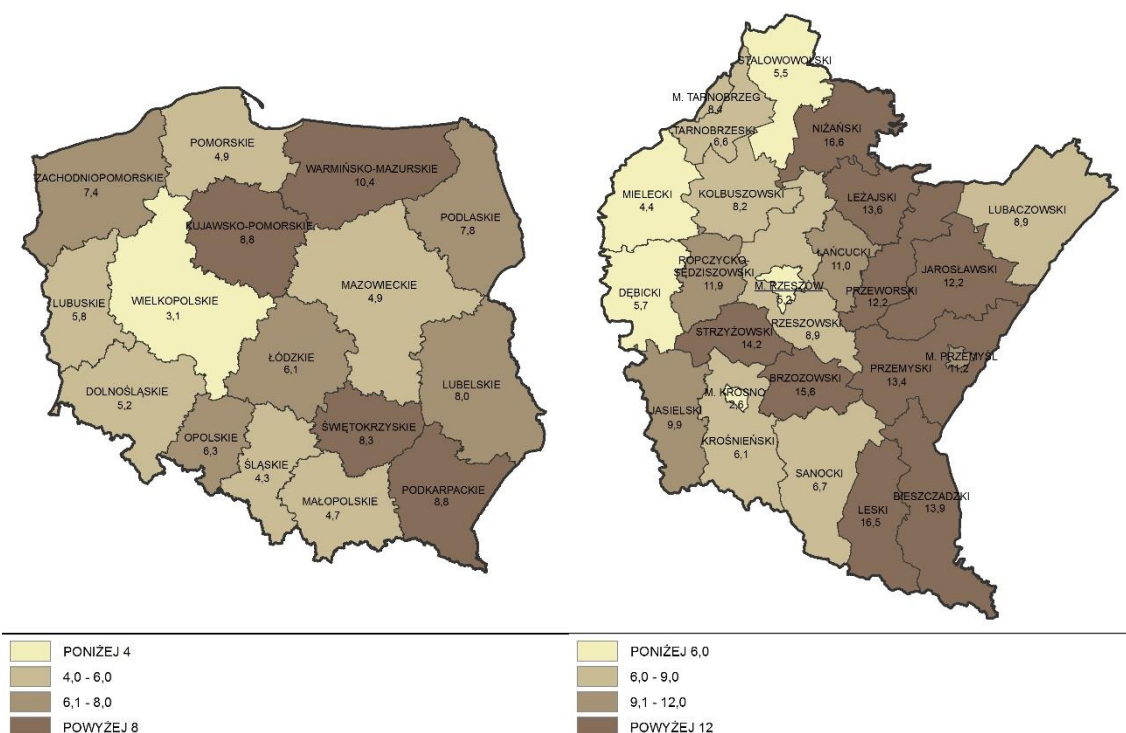 POMORSKIE
4,9
WARMIŃSKO-MAZURSKIE
10,4
ZACHODNIOPOMORSKIE
7,4
KUJAWSKO-POMORSKIE
8,8
PODLASKIE
7,8
MAZOWIECKIE
4,9
LUBUSKIE
5,8
WIELKOPOLSKIE
3,1
ŁÓDZKIE
6,1
DOLNOŚLĄSKIE
5,2
LUBELSKIE
8,0
OPOLSKIE
6,3
ŚWIĘTOKRZYSKIE
8,3
ŚLĄSKIE
4,3
MAŁOPOLSKIE
4,7
PODKARPACKIE
8,8
PONIŻEJ 4
4,0 - 6,0
6,1 - 8,0
POWYŻEJ 8
STALOWOWOLSKI
5,5
M. TARNOBRZEG
8,4
TARNOBRZESKI
6,6
NIŻAŃSKI
16,6
MIELECKI
4,4
KOLBUSZOWSKI
8,2
LEŻAJSKI
13,6
LUBACZOWSKI
8,9
ROPCZYCKO-
SĘDZISZOWSKI
11,9
ŁAŃCUCKI
11,0
JAROSŁAWSKI
12,2
DĘBICKI
5,7
M. RZESZÓW
5,2
PRZEWORSKI
12,2
STRZYŻOWSKI
14,2
RZESZOWSKI
8,9
M. PRZEMYŚL
11,2
PRZEMYSKI
13,4
BRZOZOWSKI
15,6
M. KROSNO
2,6
JASIELSKI
9,9
KROŚNIEŃSKI
6,1
SANOCKI
6,7
BIESZCZADZKI
13,9
LESKI
16,5
PONIŻEJ 6,0
6,0 - 9,0
9,1 - 12,0
POWYŻEJ 12